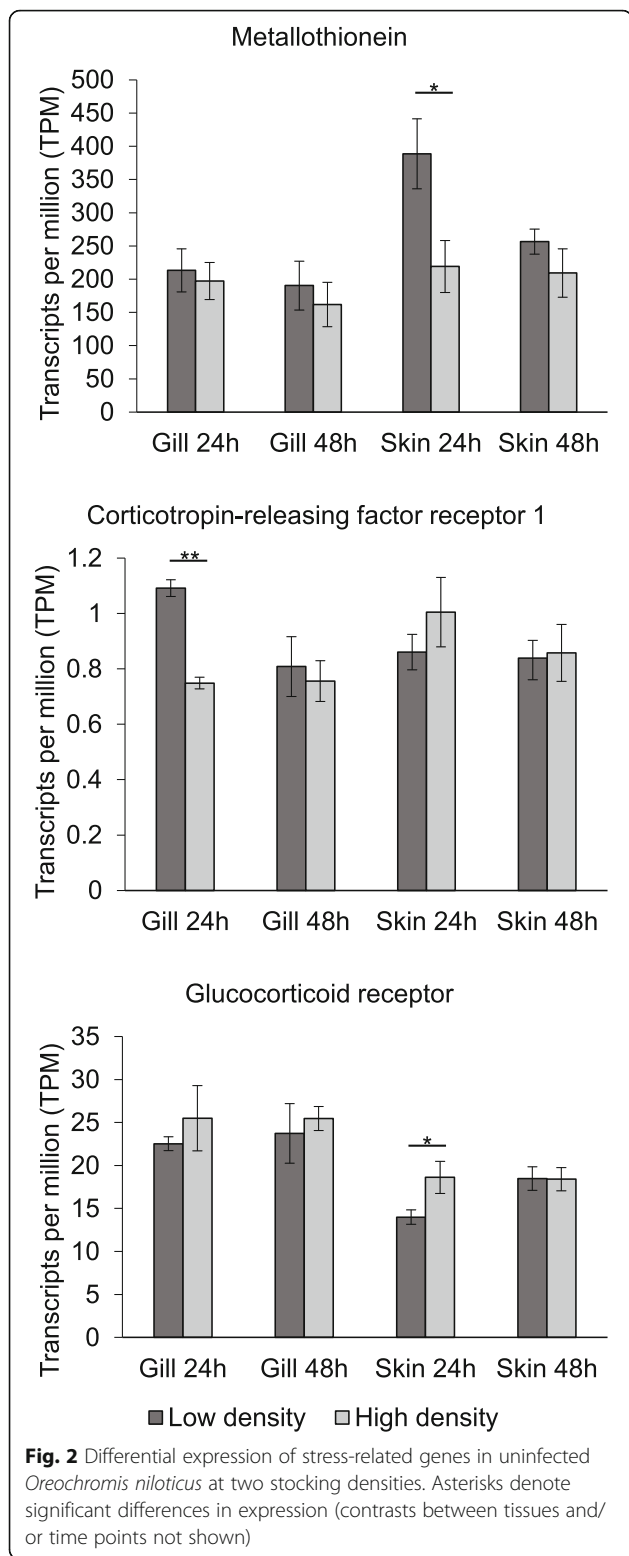 Metallothionein
Transcripts per million (TPM)
500
450
400
350
300
250
200
150
100
50
0
*
Gill 24h Gill 48h Skin 24h Skin 48h
Corticotropin-releasing factor receptor 1
Transcripts per million (TPM)
1.2
1
0.8
0.6
0.4
0.2
0
**
Gill 24h Gill 48h Skin 24h Skin 48h
Glucocorticoid receptor
Transcripts per million (TPM)
35
30
25
20
15
10
5
0
*
Gill 24h Gill 48h Skin 24h Skin 48h
Low density High density
Fig. 2 Differential expression of stress-related genes in uninfected
Oreochromis niloticus at two stocking densities. Asterisks denote
significant differences in expression (contrasts between tissues and/
or time points not shown)